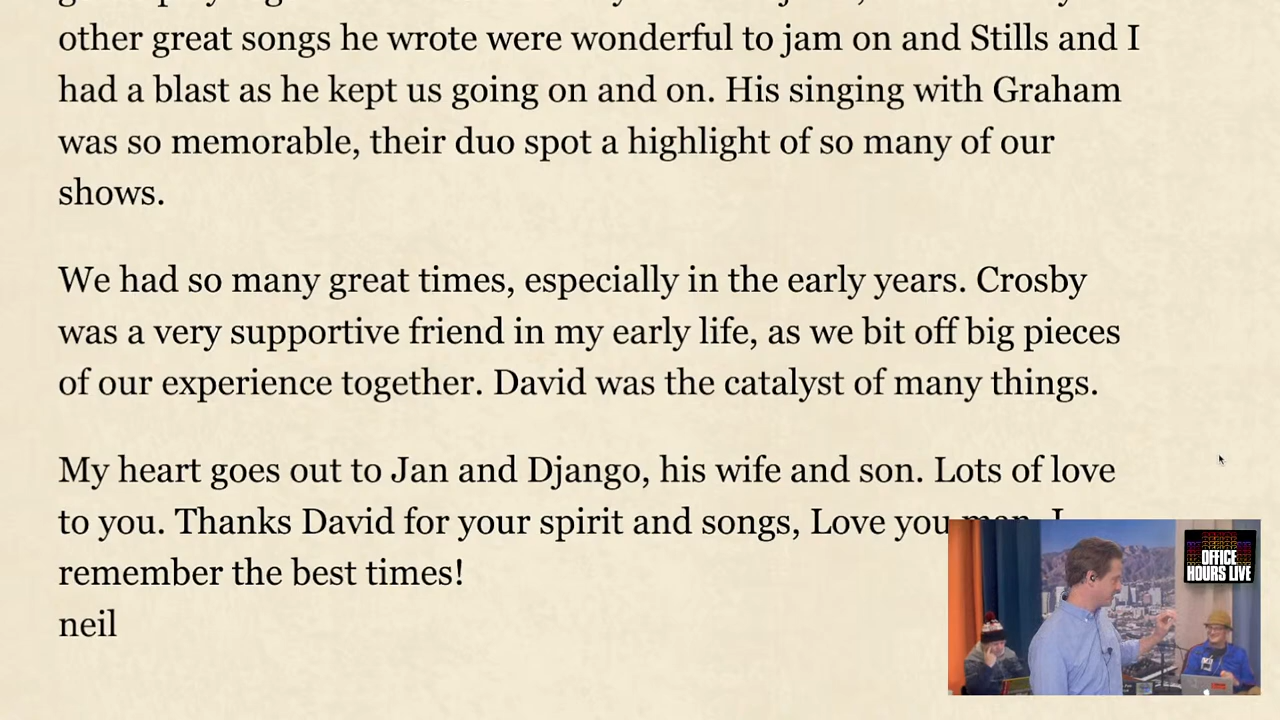 other great songs he wrote were wonderful to jam on and Stills and I
had a blast as he kept us going on and on. His singing with Graham
was so memorable, their duo spot a highlight of so many of our
shows.
We had so many great times, especially in the early years. Crosby
was a very supportive friend in my early life, as we bit off big pieces
of our experience together. David was the catalyst of many things.
My heart goes out to Jan and Django, his wife and son. Lots of love
to you. Thanks David for your spirit and songs, Love you man, I
remember the best times!
neil
OFFICE
HOURS LIVE